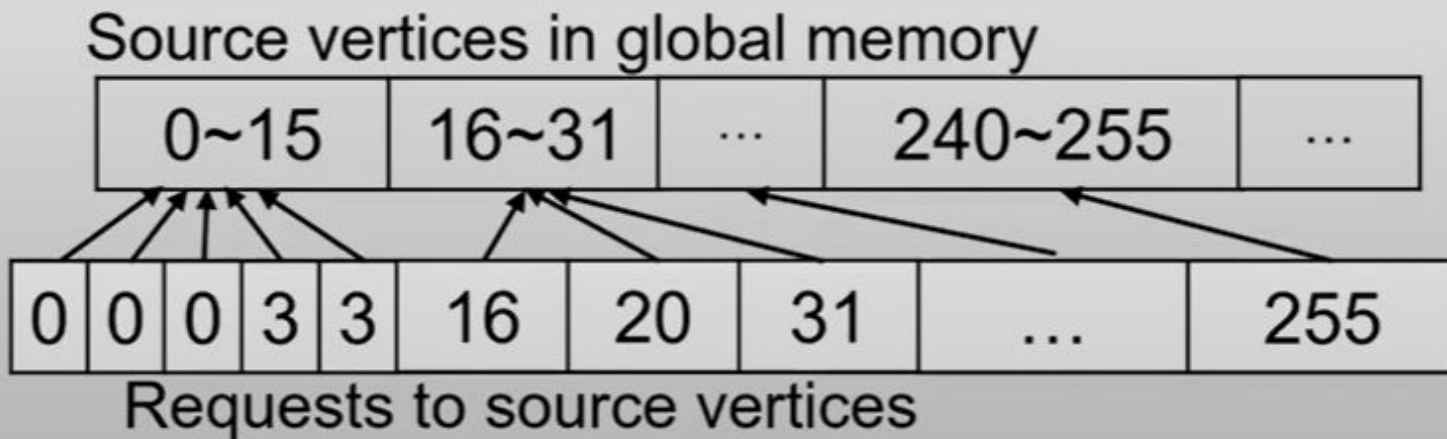 Source vertices in global memory
0~15 16~31 ... 240~255 ...
0 0 0 3 3 16 20 31 ... 255
Requests to source vertices